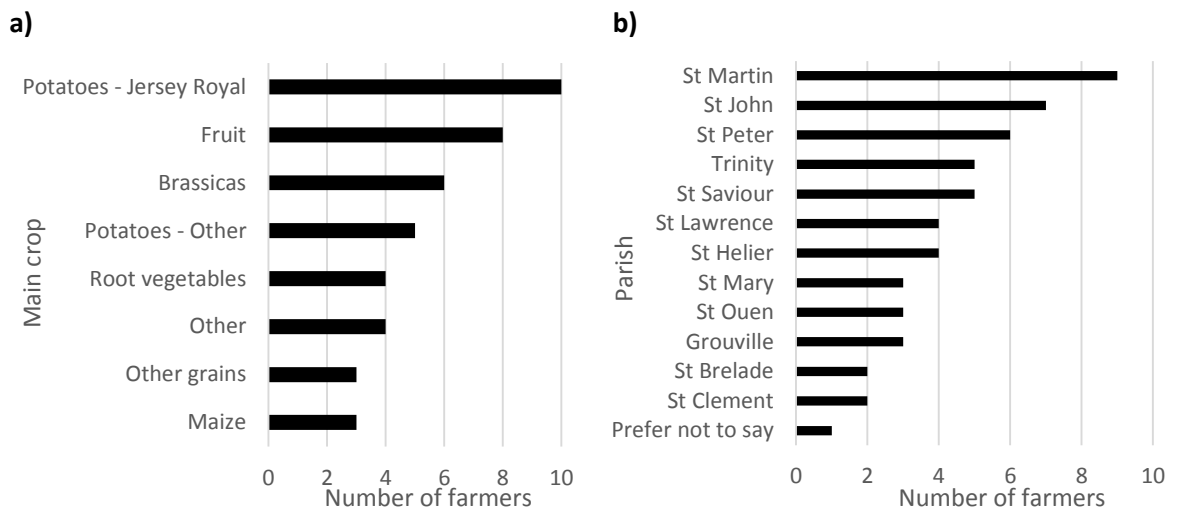 a)
Main crop
Potatoes - Jersey Royal
Fruit
Brassicas
Potatoes - Other
Root vegetables
Other
Other grains
Maize
0 2 4 6 8 10
Number of farmers
b)
Parish
St Martin
St John
St Peter
Trinity
St Saviour
St Lawrence
St Helier
St Mary
St Ouen
Grouville
St Brelade
St Clement
Prefer not to say
0 2 4 6 8 10
Number of farmers